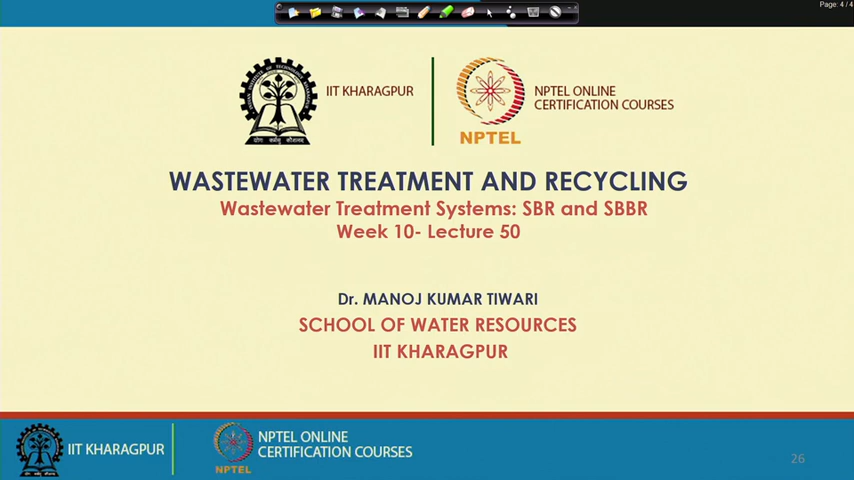 Page: 4 / 4
IIT KHARAGPUR
NPTEL
NPTEL ONLINE
CERTIFICATION COURSES
WASTEWATER TREATMENT AND RECYCLING
Wastewater Treatment Systems: SBR and SBBR
Week 10- Lecture 50
Dr. MANOJ KUMAR TIWARI
SCHOOL OF WATER RESOURCES
IIT KHARAGPUR
IIT KHARAGPUR
NPTEL
NPTEL ONLINE
CERTIFICATION COURSES
26